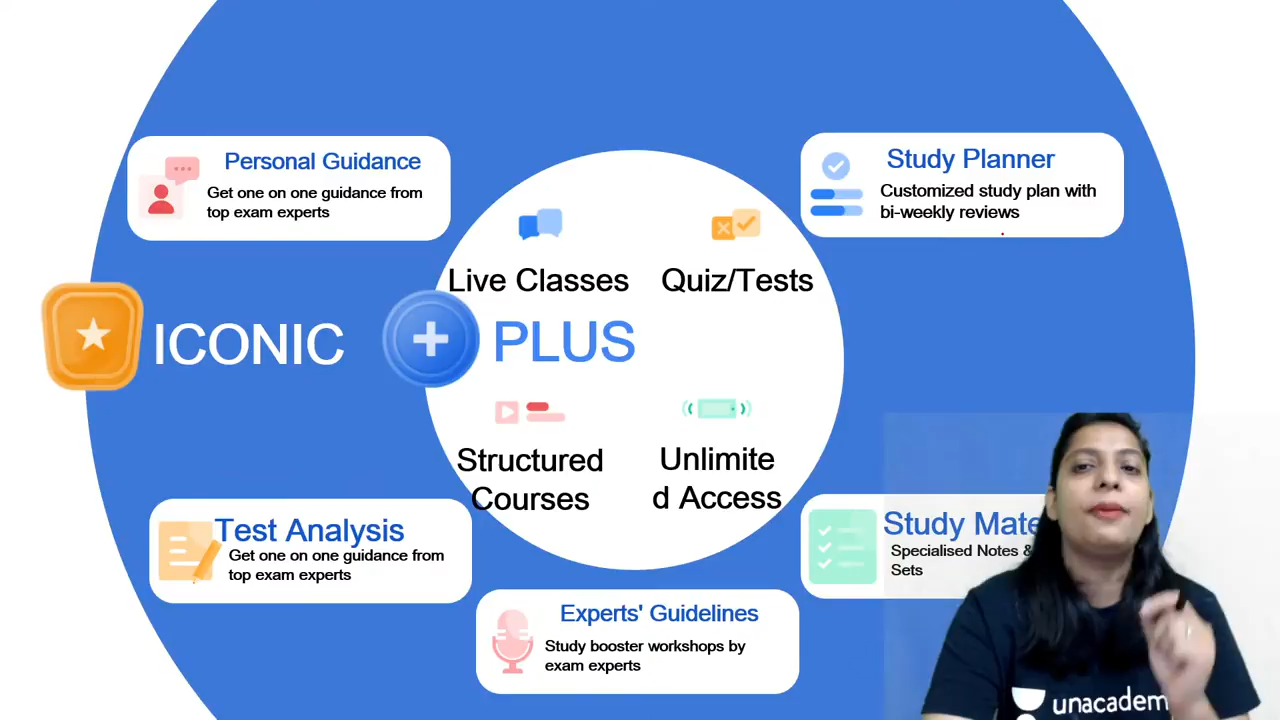 Personal Guidance
Get one on one guidance from
top exam experts
Study Planner
Customized study plan with
bi-weekly reviews
Live Classes
Quiz/Tests
ICONIC
PLUS
Structured
Courses
Unlimite
d Access
Test Analysis
Get one on one guidance from
top exam experts
Study Mate
Specialised Notes &
Sets
Experts' Guidelines
Study booster workshops by
exam experts
unacadem